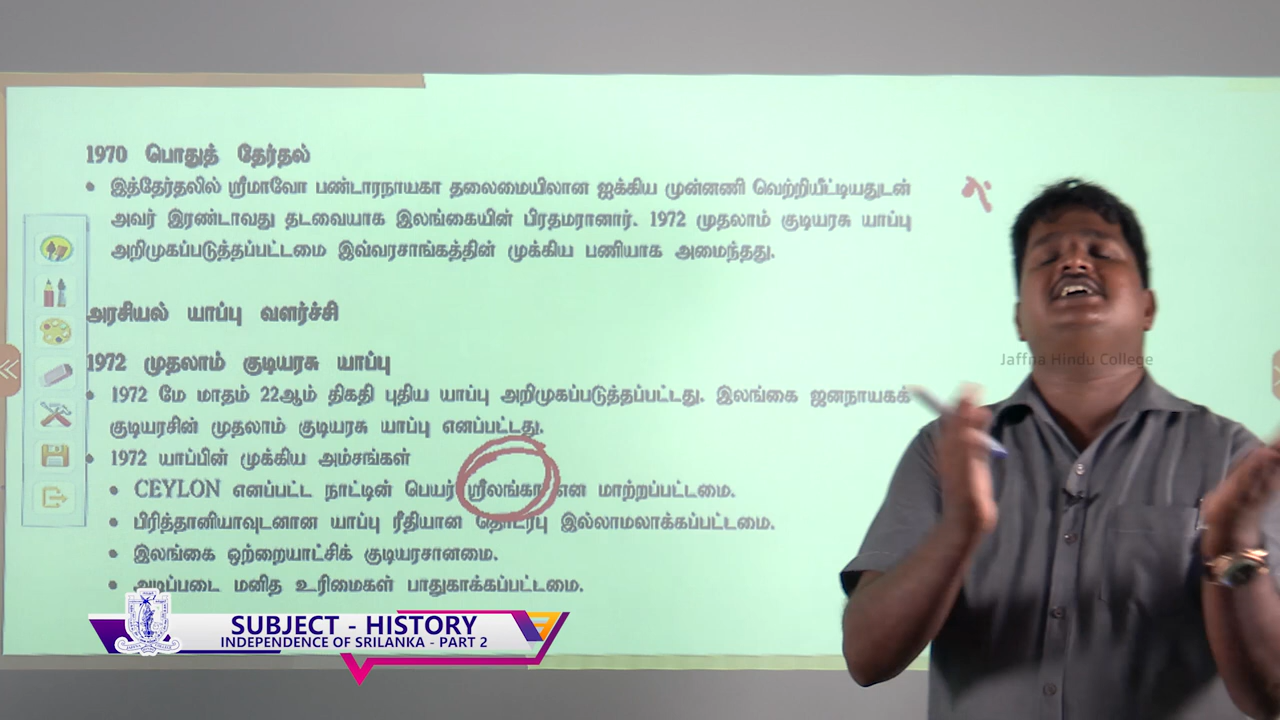 1970 பொதுத் தேர்தல்
• இத்தேர்தலில் ஸ்ரீமாவோ பண்டாரநாயகா தலைமையிலான ஐக்கிய முன்னணி வெற்றியீட்டியதுடன்
அவர் இரண்டாவது தடவையாக இலங்கையின் பிரதமரானார். 1972 முதலாம் குடியரசு யாப்பு
அறிமுகப்படுத்தப்பட்டமை இவ்வரசாங்கத்தின் முக்கிய பணியாக அமைந்தது.
அரசியல் யாப்பு வளர்ச்சி
1972 முதலாம் குடியரசு யாப்பு
• 1972 மே மாதம் 22ஆம் திகதி புதிய யாப்பு அறிமுகப்படுத்தப்பட்டது. இலங்கை ஜனநாயகக்
குடியரசின் முதலாம் குடியரசு யாப்பு எனப்பட்டது.
• 1972 யாப்பின் முக்கிய அம்சங்கள்
• CEYLON எனப்பட்ட நாட்டின் பெயர் ஸ்ரீலங்கா என மாற்றப்பட்டமை.
• பிரித்தானியாவுடனான யாப்பு ரீதியான தொடர்பு இல்லாமலாக்கப்பட்டமை.
• இலங்கை ஒற்றையாட்சிக் குடியரசானமை.
• அடிப்படை மனித உரிமைகள் பாதுகாக்கப்பட்டமை.
Jaffna Hindu College
SUBJECT - HISTORY
INDEPENDENCE OF SRILANKA - PART 2